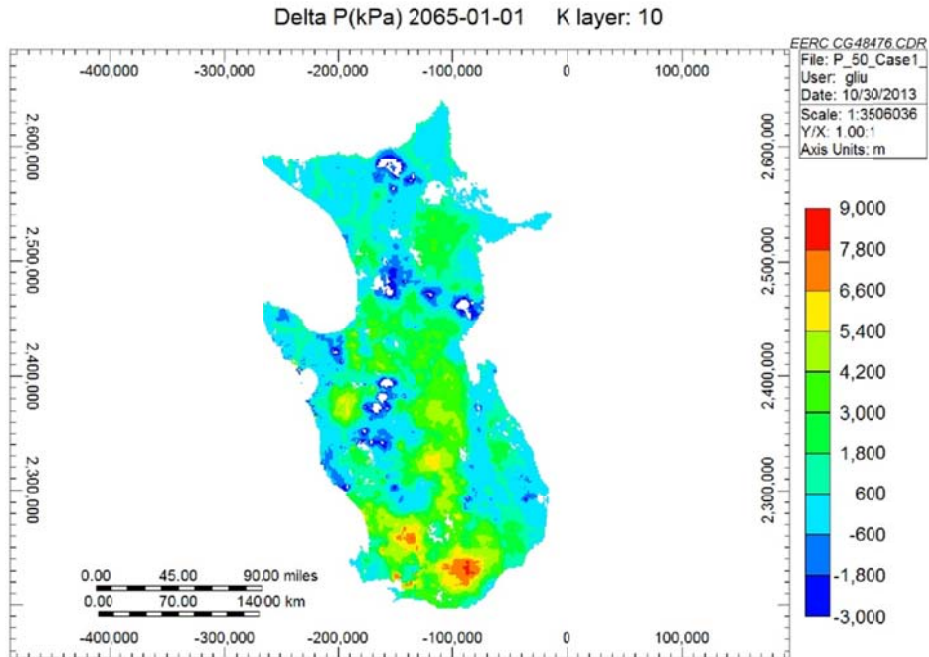 Delta P(kPa) 2065-01-01 K layer: 10
EERC CG48476.CDR
File: P_50_Case1_
User: gliu
Date: 10/30/2013
Scale: 1:3506036
Y/X: 1.00:1
Axis Units: m
-400,000 -300,000 -200,000 -100,000 0 100,000
2,600,000 2,600,000
2,500,000 2,500,000
2,400,000 2,400,000
2,300,000 2,300,000
9,000
7,800
6,600
5,400
4,200
3,000
1,800
600
-600
-1,800
-3,000
0.00 45.00 90.00 miles
0.00 70.00 140.00 km
-400,000 -300,000 -200,000 -100,000 0 100,000